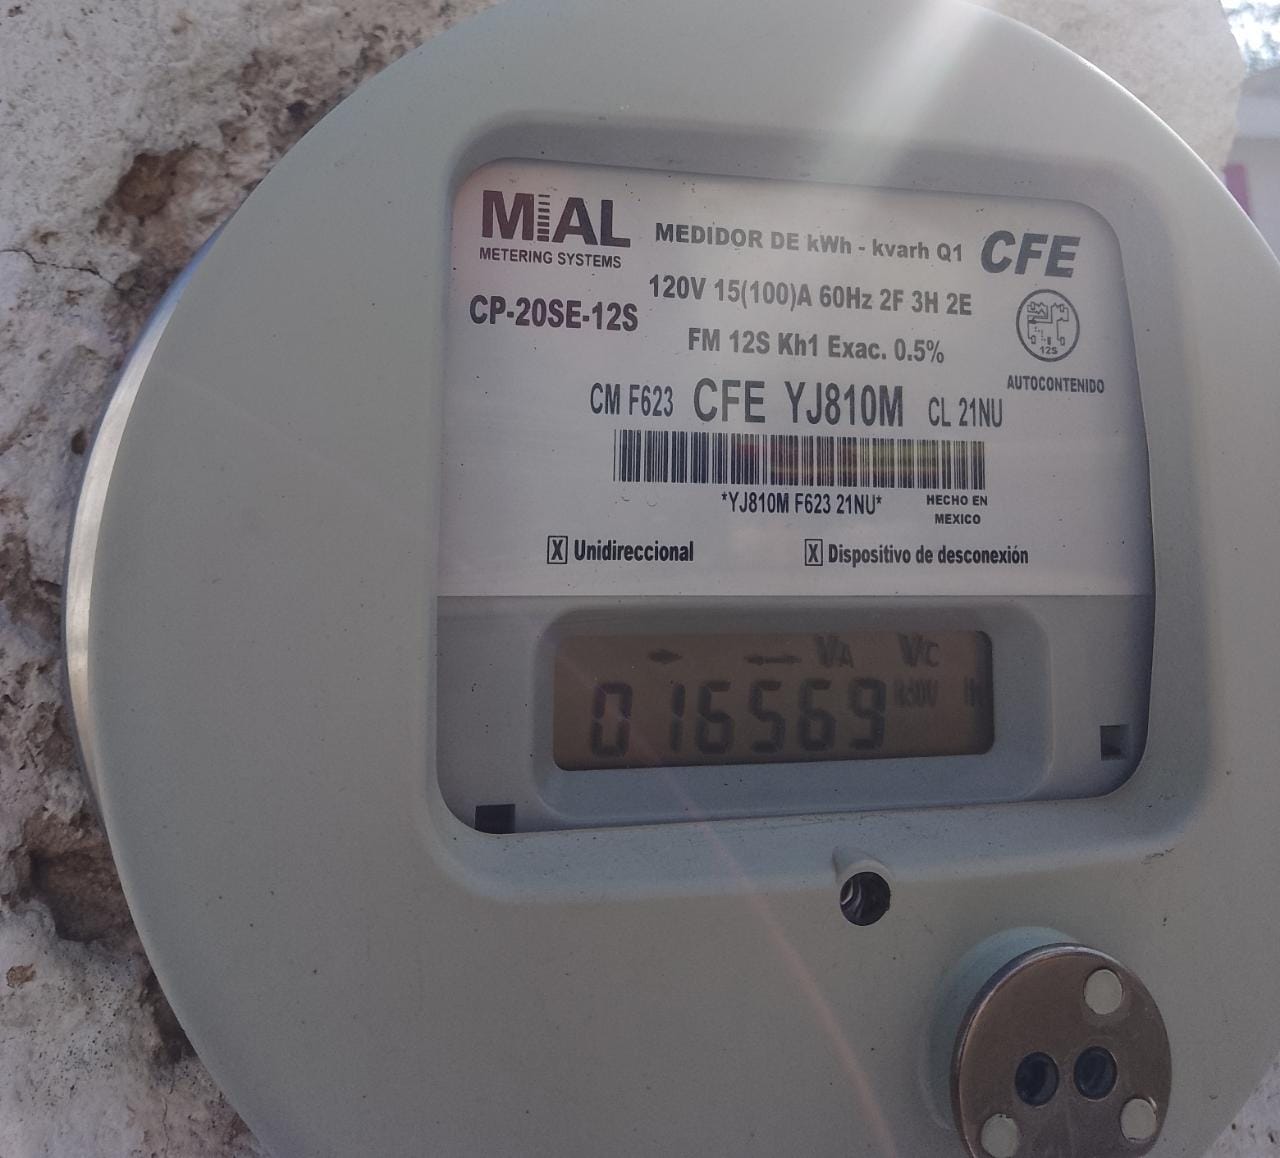 MIAL
METERING SYSTEMS
MEDIDOR DE kWh - kvarh Q1
CFE
CP-20SE-12S
120V 15(100)A 60Hz 2F 3H 2E
FM 12S Kh1 Exac. 0.5%
12S
AUTOCONTENIDO
CM F623 CFE YJ810M CL 21NU
*YJ810M F623 21NU*
HECHO EN
MEXICO
X Unidireccional
X Dispositivo de desconexión
VA VC
016569